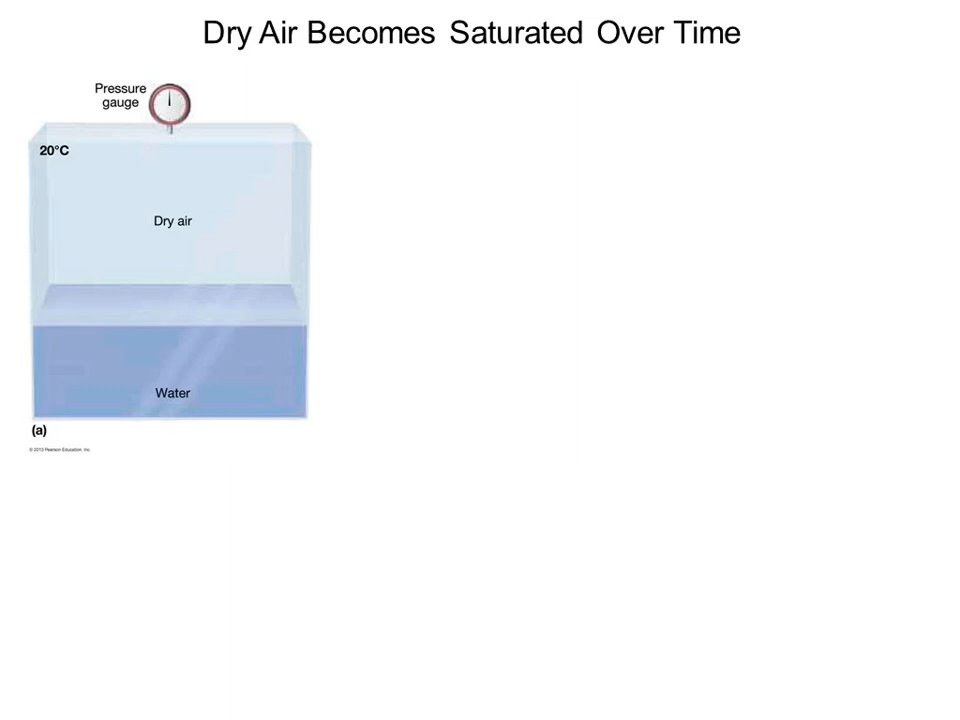 Dry Air Becomes Saturated Over Time
Pressure
gauge
20°C
Dry air
Water
(a)
© 2013 Pearson Education, Inc.